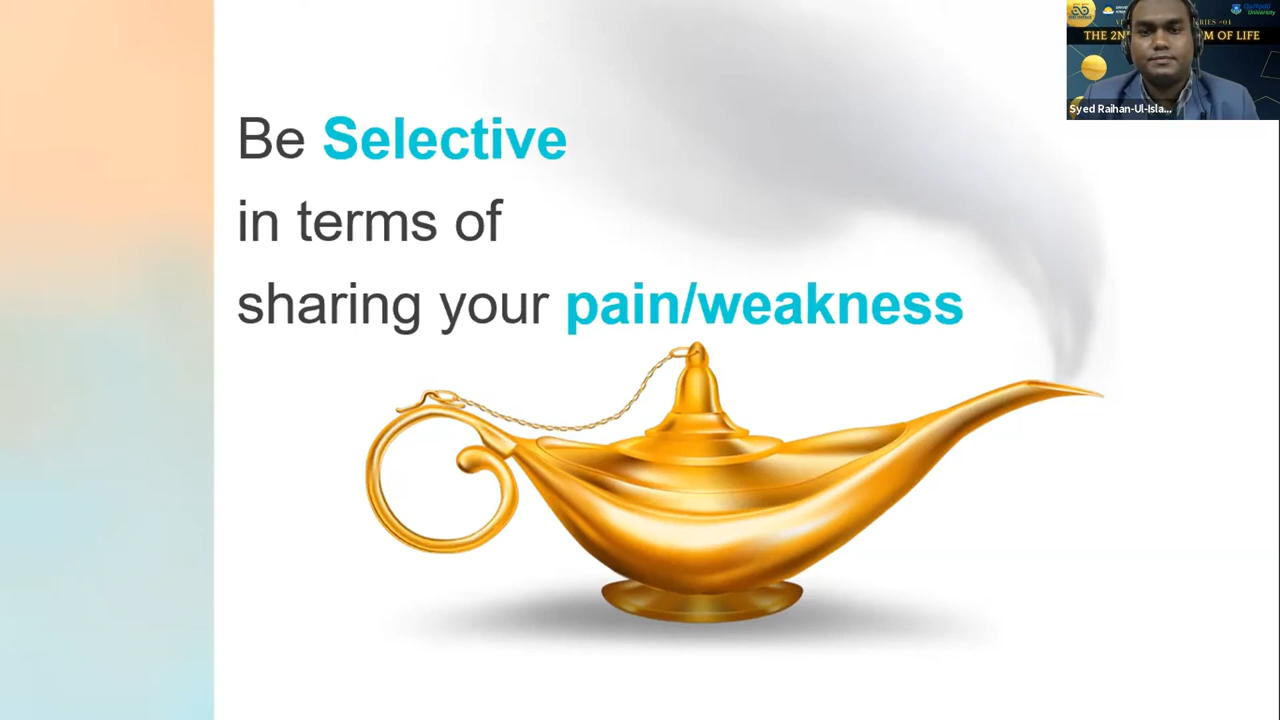 Be Selective
in terms of
sharing your pain/weakness
THE 2N M OF LIFE
Syed Raihan-Ul-Isla...